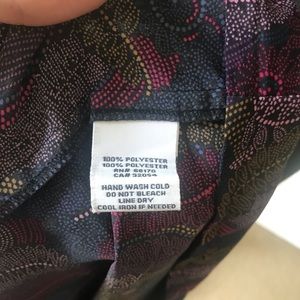 100% POLYESTER
100% POLYESTER
RN# 66170
CA# 32054
HAND WASH COLD
DO NOT BLEACH
LINE DRY
COOL IRON IF NEEDED